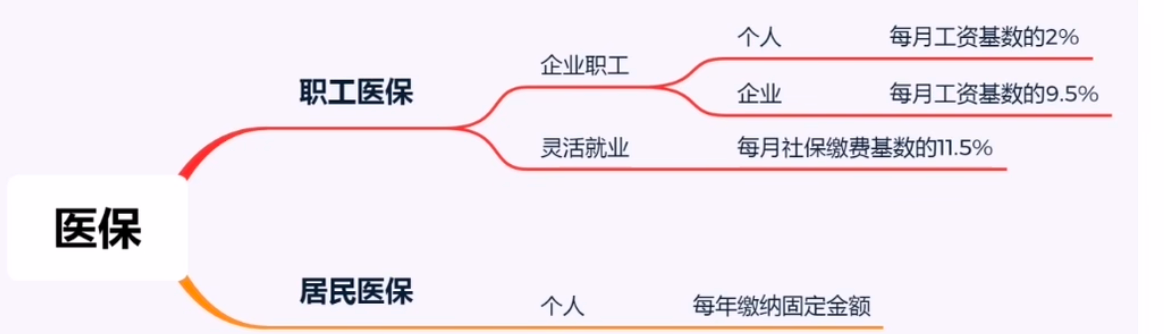 医保
职工医保
企业职工
个人 每月工资基数的2%
企业 每月工资基数的9.5%
灵活就业 每月社保缴费基数的11.5%
居民医保
个人 每年缴纳固定金额